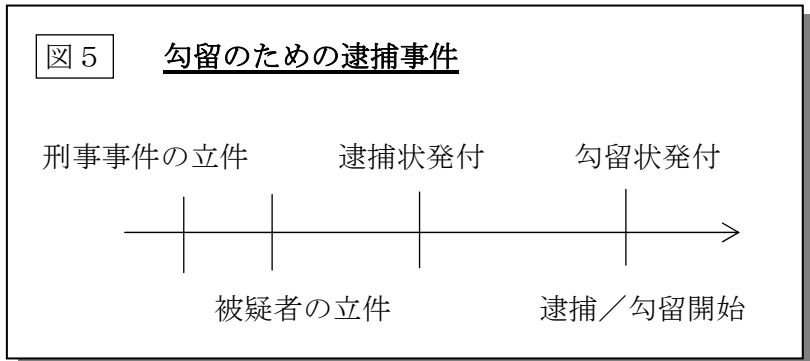 図5 勾留のための逮捕事件
刑事事件の立件 逮捕状発付 勾留状発付
被疑者の立件 逮捕／勾留開始